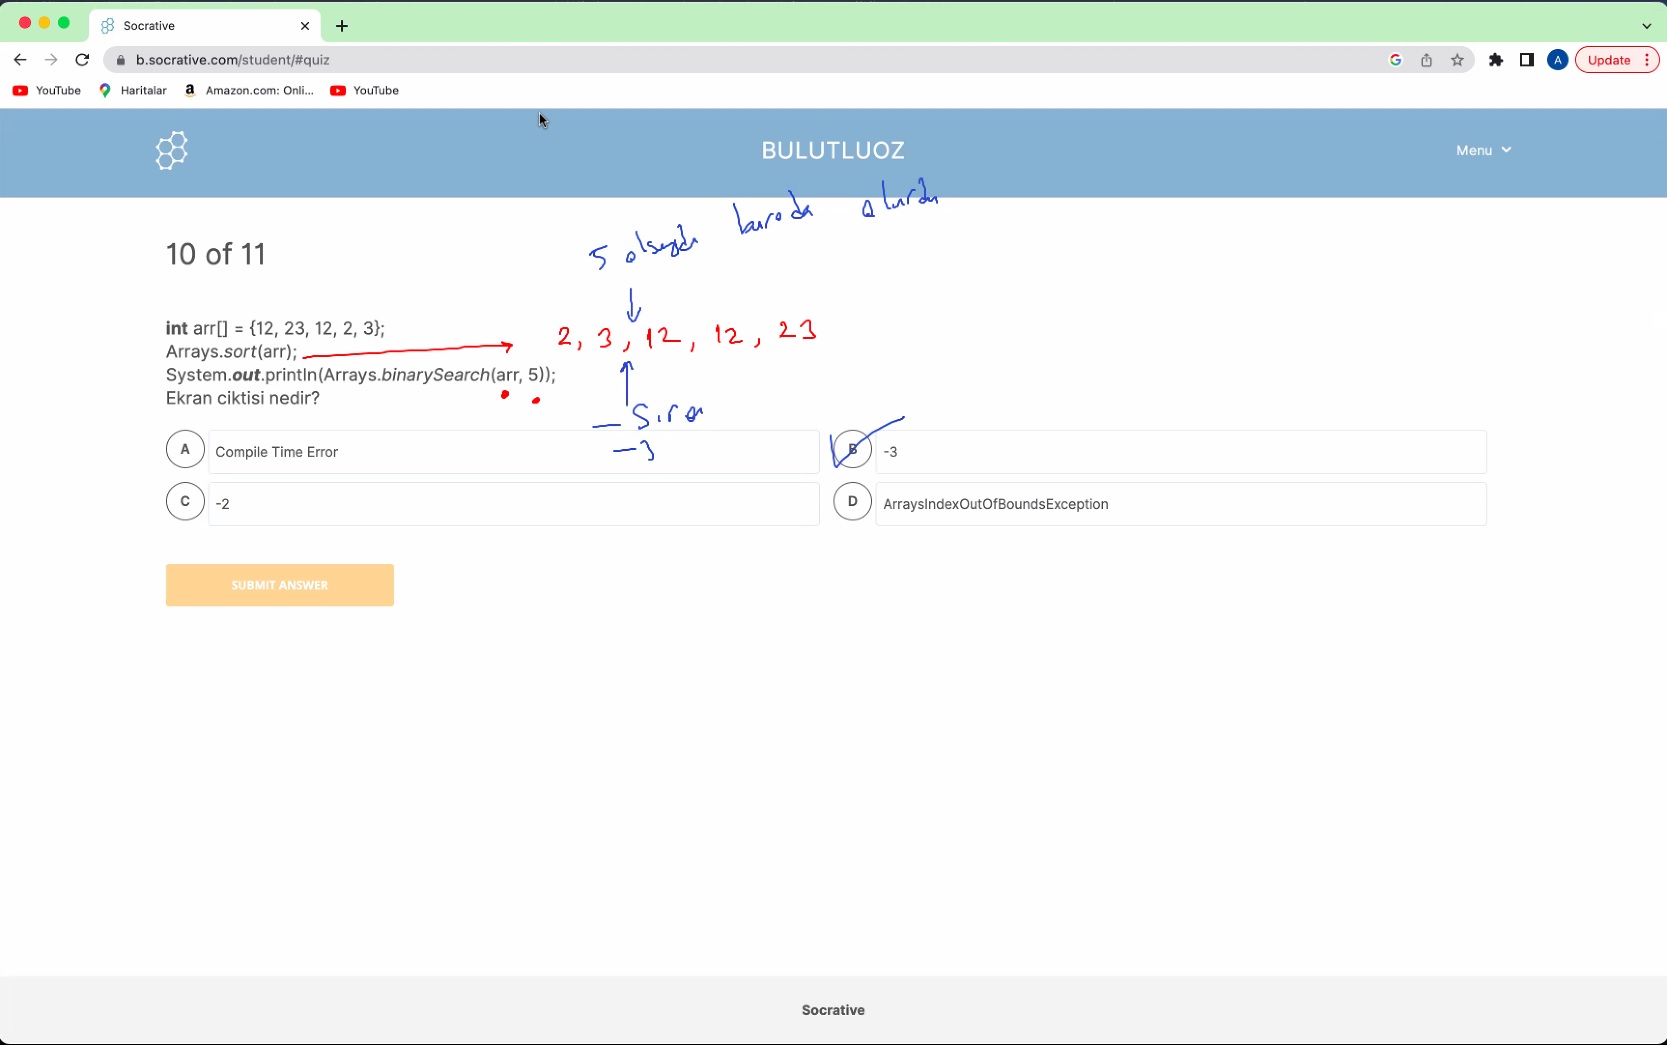 Socrative
b.socrative.com/student/#quiz
A
Update
YouTube
Haritalar
Amazon.com: Onli...
YouTube
BULUTLUOZ
Menu
5 olsaydı burada olurdu
10 of 11
int arr[] = {12, 23, 12, 2, 3};
2, 3, 12, 12, 23
Arrays.sort(arr);
System.out.println(Arrays.binarySearch(arr, 5));
Ekran ciktisi nedir?
— Sıra
A
Compile Time Error
-3
B
-3
C
-2
D
ArraysIndexOutOfBoundsException
SUBMIT ANSWER
Socrative